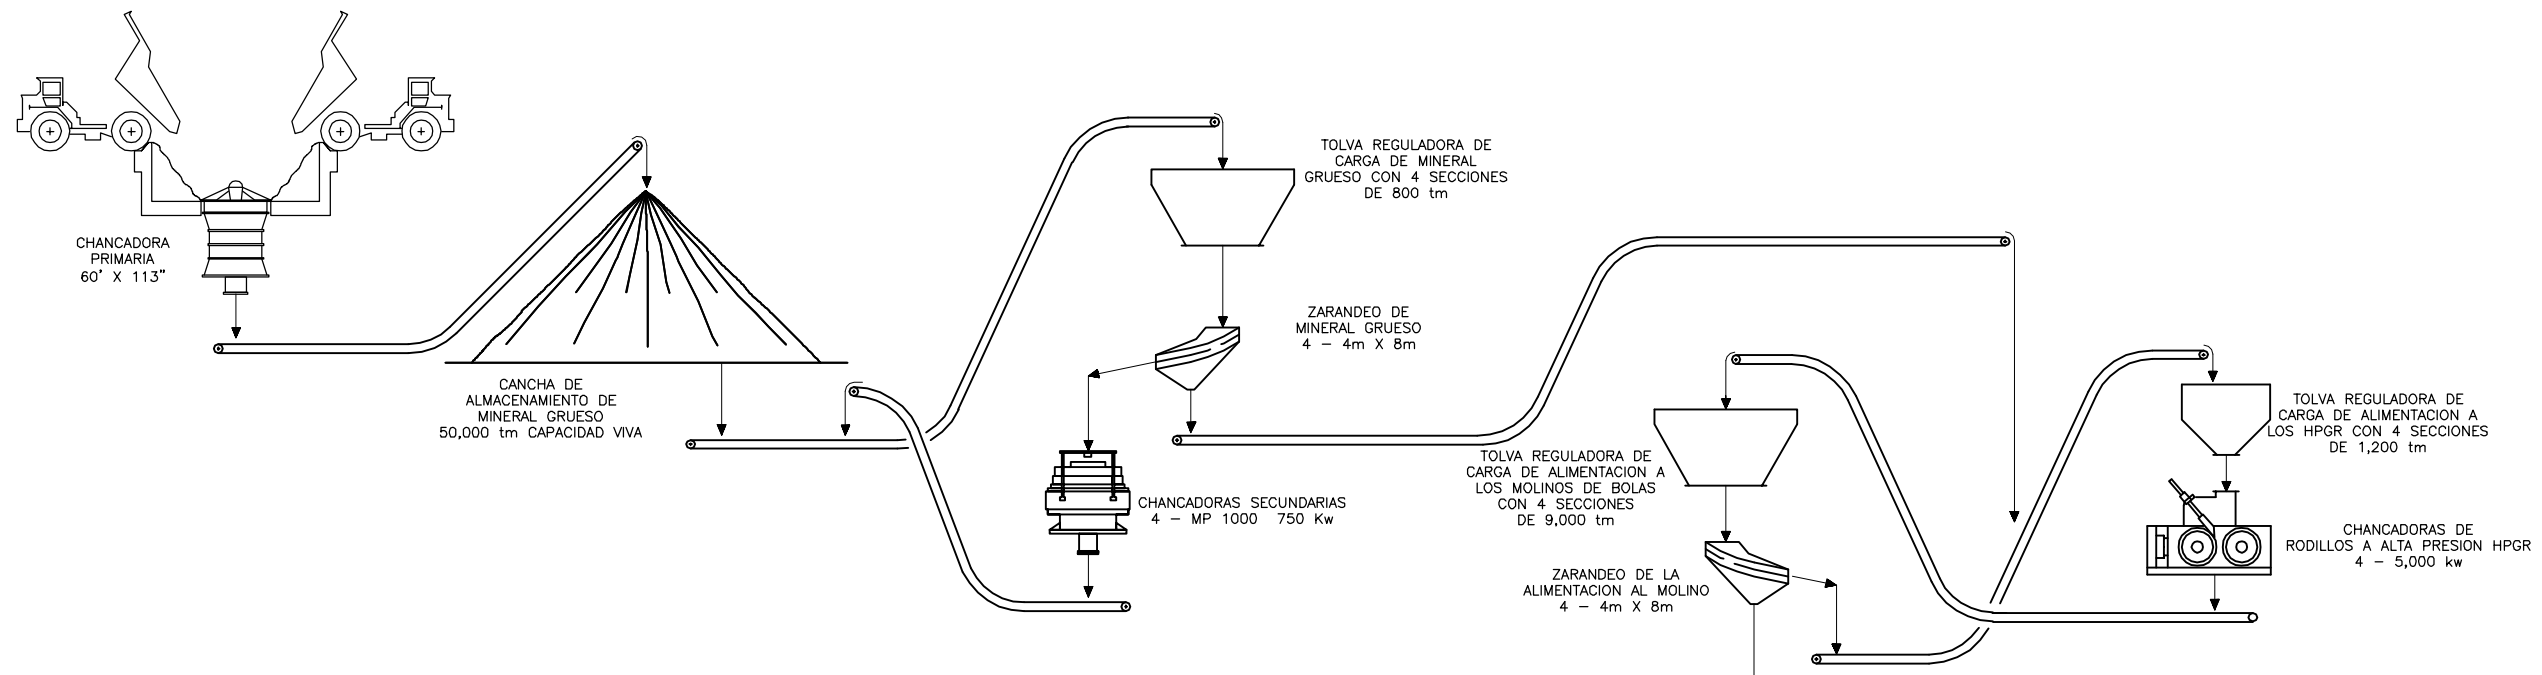 CHANCADORA
PRIMARIA
60' X 113"
CANCHA DE
ALMACENAMIENTO DE
MINERAL GRUESO
50,000 tm CAPACIDAD VIVA
TOLVA REGULADORA DE
CARGA DE MINERAL
GRUESO CON 4 SECCIONES
DE 800 tm
ZARANDEO DE
MINERAL GRUESO
4 - 4m X 8m
CHANCADORAS SECUNDARIAS
4 - MP 1000 750 Kw
TOLVA REGULADORA DE
CARGA DE ALIMENTACION A
LOS MOLINOS DE BOLAS
CON 4 SECCIONES
DE 9,000 tm
ZARANDEO DE LA
ALIMENTACION AL MOLINO
4 - 4m X 8m
TOLVA REGULADORA DE
CARGA DE ALIMENTACION A
LOS HPGR CON 4 SECCIONES
DE 1,200 tm
CHANCADORAS DE
RODILLOS A ALTA PRESION HPGR
4 - 5,000 kw